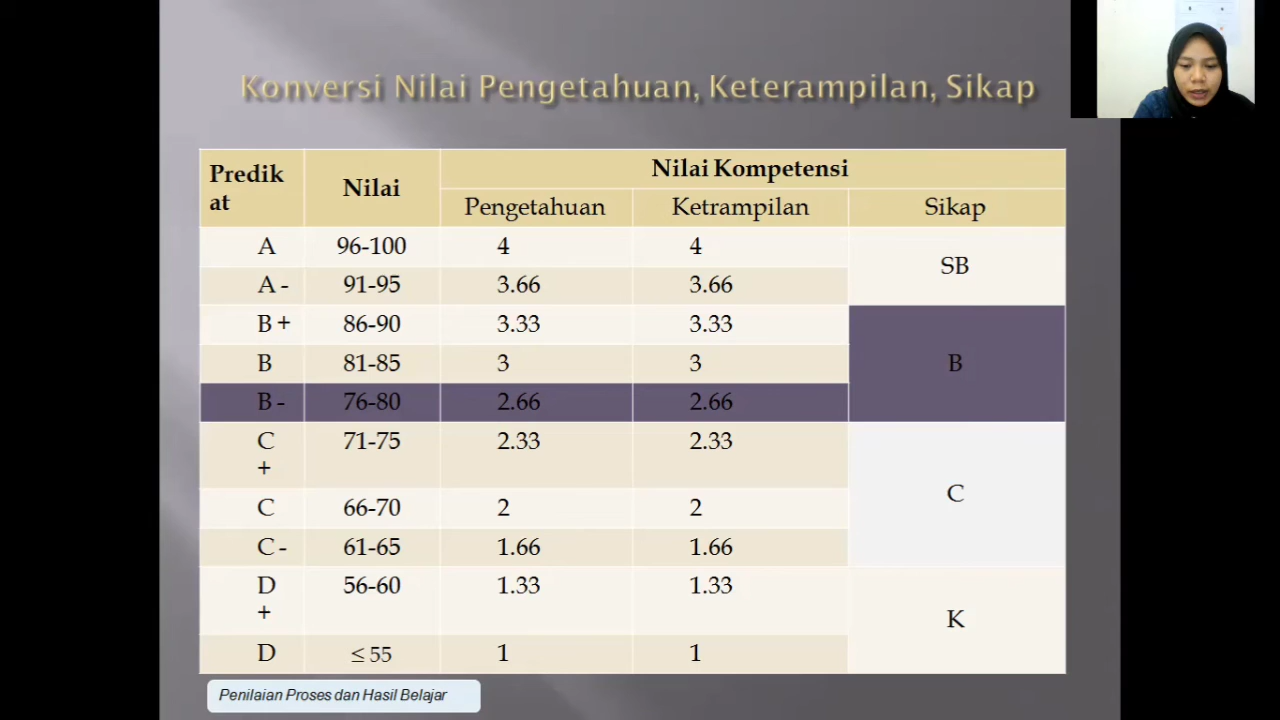 Konversi Nilai Pengetahuan, Keterampilan, Sikap
Predik
at
Nilai
Nilai Kompetensi
Pengetahuan Ketrampilan Sikap
A 96-100 4 4 SB
A - 91-95 3.66 3.66
B + 86-90 3.33 3.33
B 81-85 3 3 B
B - 76-80 2.66 2.66
C 71-75 2.33 2.33
+
C 66-70 2 2 C
C - 61-65 1.66 1.66
D 56-60 1.33 1.33
+
K
D ≤ 55 1 1
Penilaian Proses dan Hasil Belajar